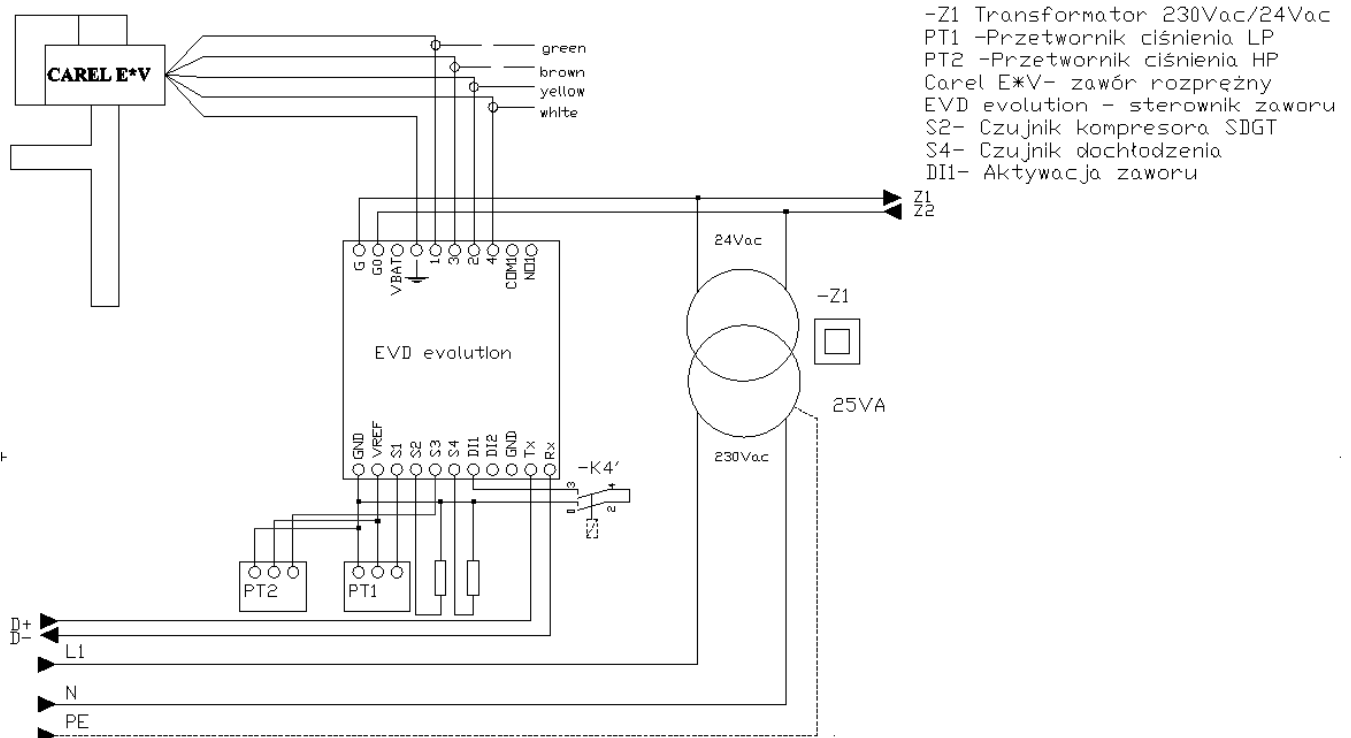 -Z1 Transformator 230Vac/24Vac
PT1 -Przetwornik ciśnienia LP
PT2 -Przetwornik ciśnienia HP
Carel E*V- zawór rozprężny
EVD evolution - sterownik zaworu
S2- Czujnik kompresora SDGT
S4- Czujnik dochłodzenia
DI1- Aktywacja zaworu
CAREL E*V
green
brown
yellow
white
Z1
Z2
24Vac
G G0 VBAT 1 3 2 4 COM1 NO1
-Z1
EVD evolution
25VA
230Vac
GND VREF S1 S2 S3 S4 DI1 DI2 GND Tx Rx
-K4'
3 4
2
PT2
PT1
D+
D-
L1
N
PE